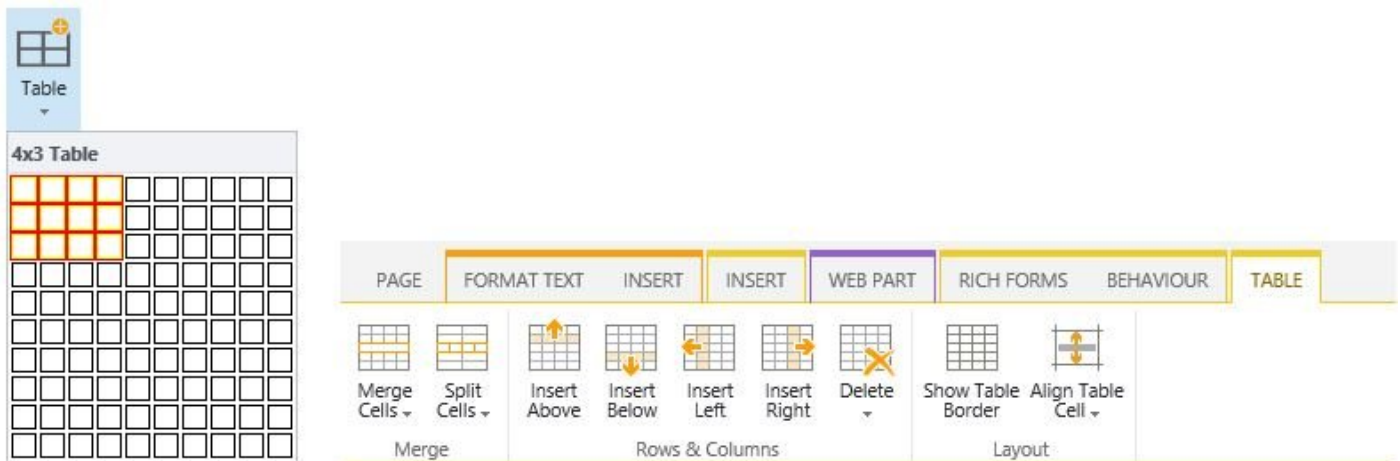 Table
4x3 Table
PAGE FORMAT TEXT INSERT INSERT WEB PART RICH FORMS BEHAVIOUR TABLE
Merge Cells
Split Cells
Insert Above
Insert Below
Insert Left
Insert Right
Delete
Show Table Border
Align Table Cell
Merge Rows & Columns Layout